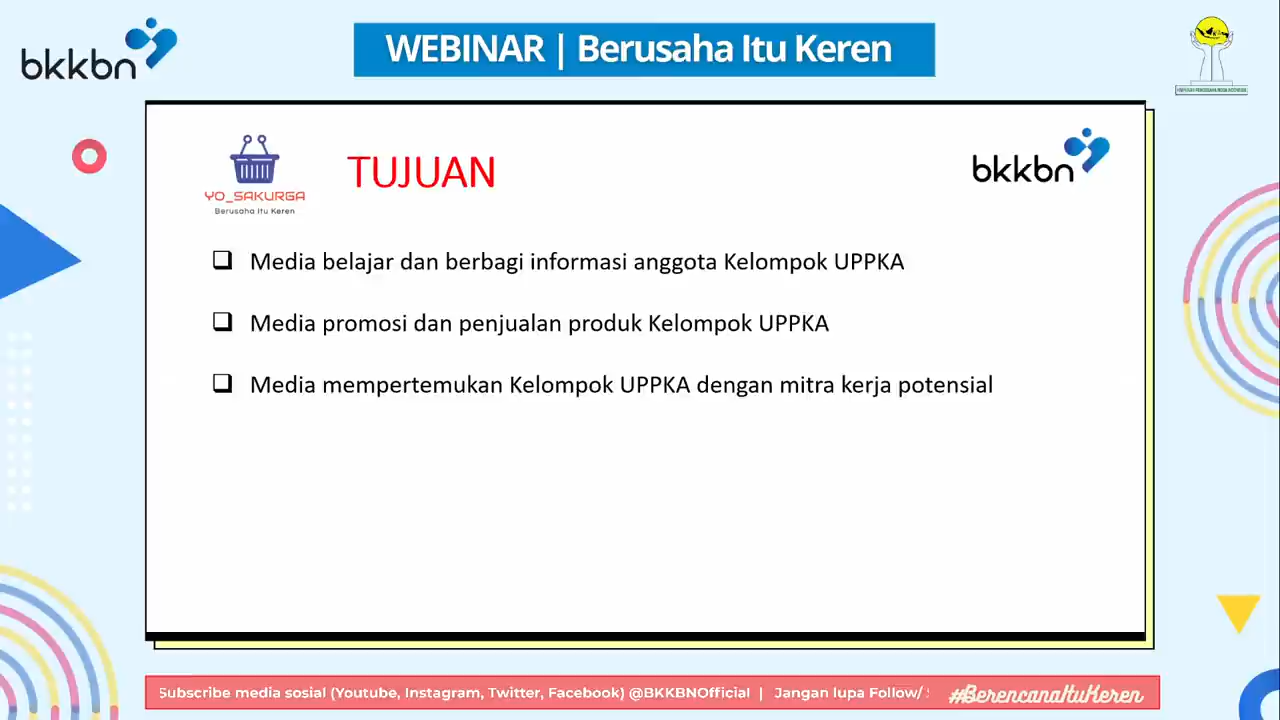 bkkbn
WEBINAR | Berusaha Itu Keren
YO_SAKURGA
Berusaha Itu Keren
TUJUAN
bkkbn
❑ Media belajar dan berbagi informasi anggota Kelompok UPPKA
❑ Media promosi dan penjualan produk Kelompok UPPKA
❑ Media mempertemukan Kelompok UPPKA dengan mitra kerja potensial
Subscribe media sosial (Youtube, Instagram, Twitter, Facebook) @BKKBNOfficial | Jangan lupa Follow/
#BerencanaItuKeren